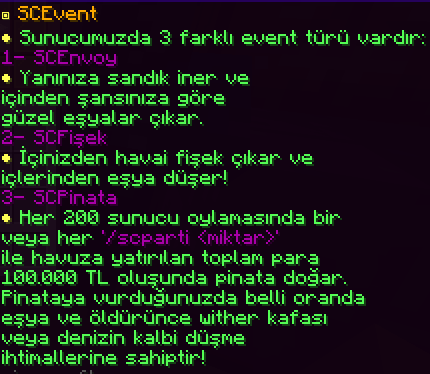 SCEvent
• Sunucumuzda 3 farklı event türü vardır:
1- SCEnvoy
• Yanınıza sandık iner ve
içinden şansınıza göre
güzel eşyalar çıkar.
2- SCFişek
• İçinizden havai fişek çıkar ve
içlerinden eşya düşer!
3- SCPinata
• Her 200 sunucu oylamasında bir
veya her '/scparti <miktar>'
ile havuza yatırılan toplam para
100.000 TL oluşunda pinata doğar.
Pinataya vurduğunuzda belli oranda
eşya ve öldürünce wither kafası
veya denizin kalbi düşme
ihtimallerine sahiptir!